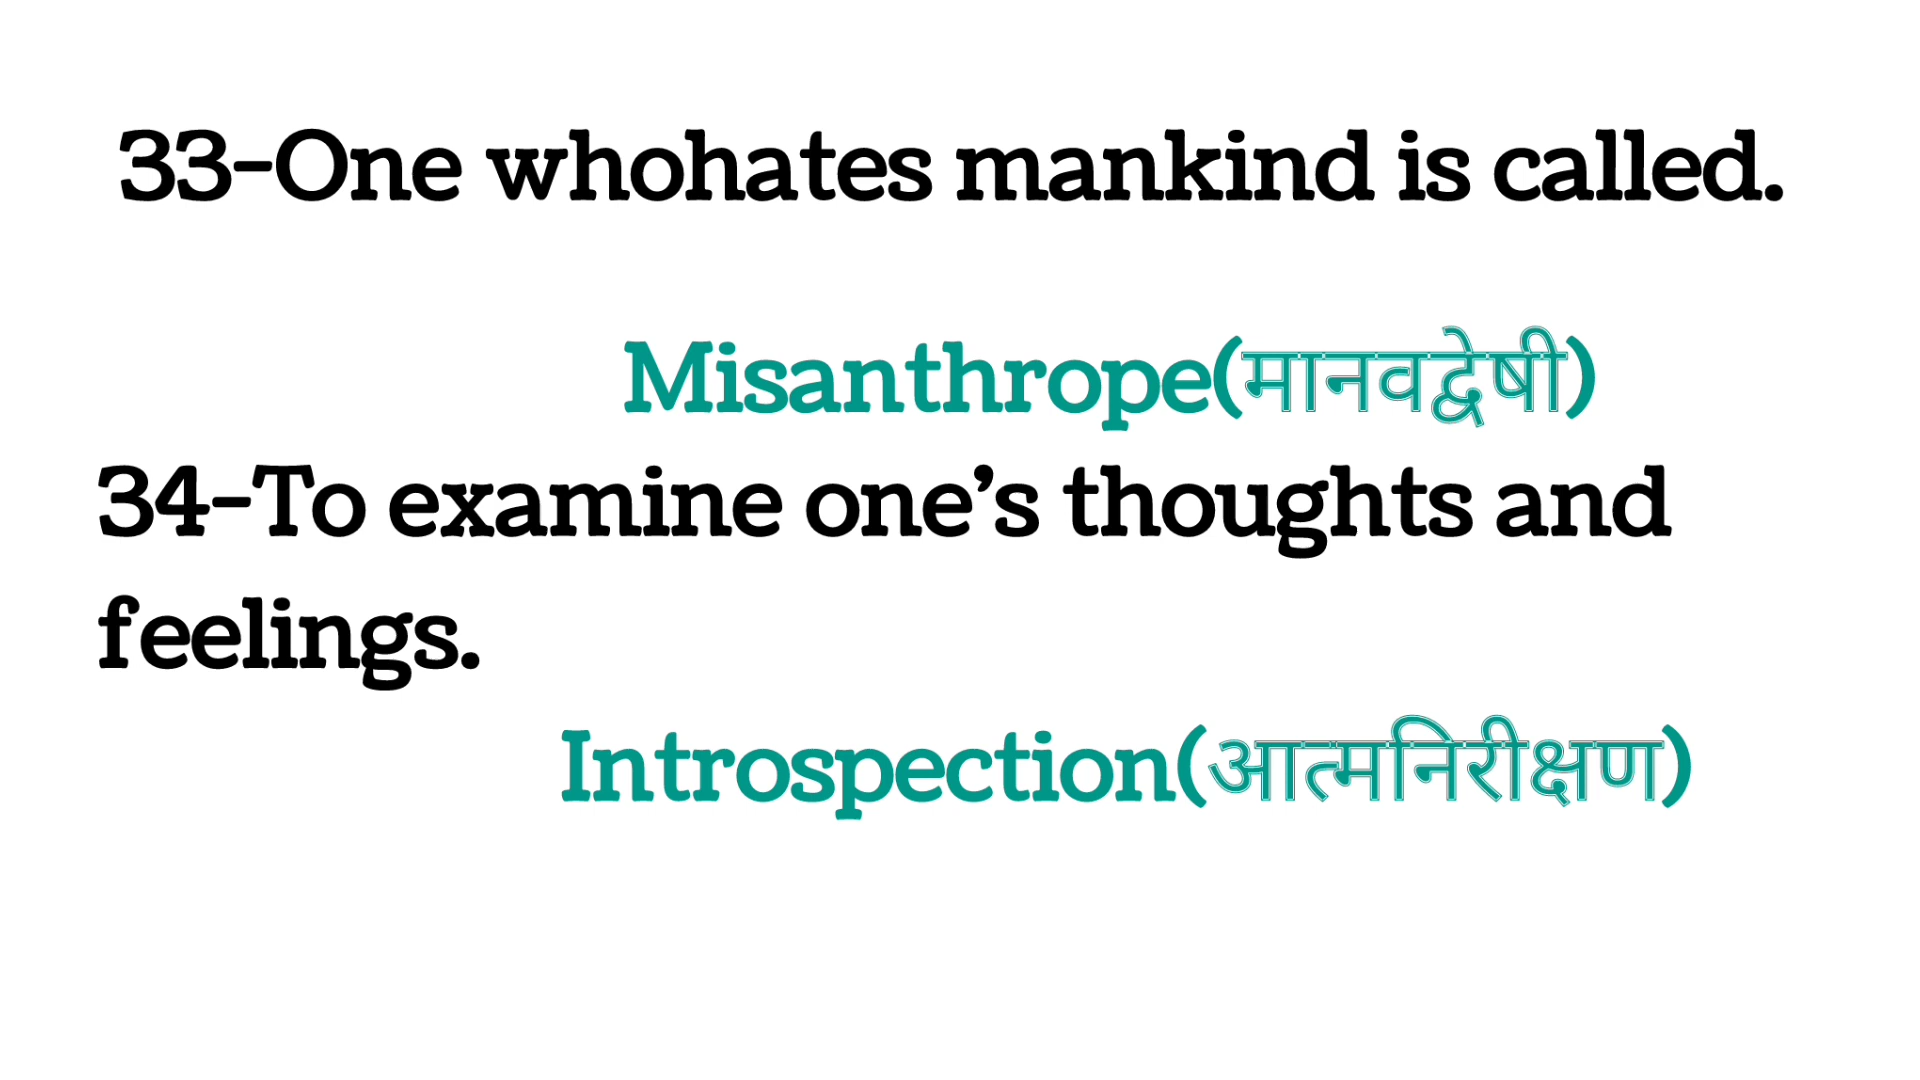 33-One whohates mankind is called.
Misanthrope(मानवद्वेषी)
34-To examine one’s thoughts and
feelings.
Introspection(आत्मनिरीक्षण)